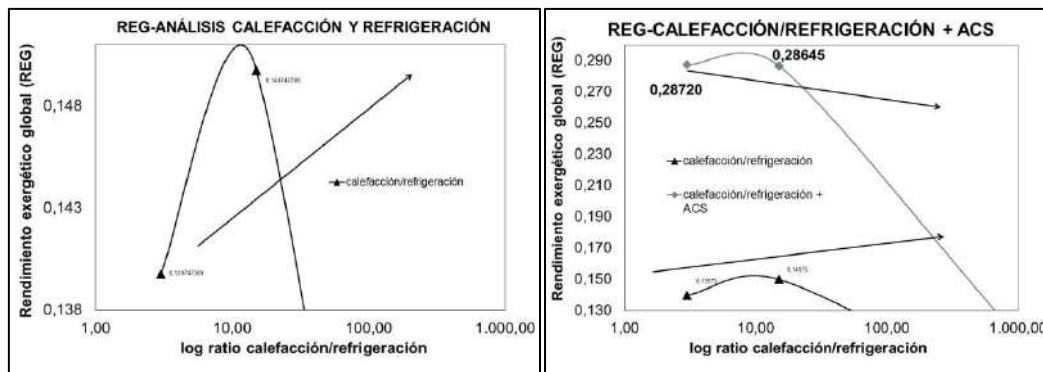 REG-ANÁLISIS CALEFACCIÓN Y REFRIGERACIÓN
Rendimiento exergético global (REG)
0,148
0,143
0,138
calefacción/refrigeración
1,00
10,00
100,00
1.000,00
log ratio calefacción/refrigeración
REG-CALEFACCIÓN/REFRIGERACIÓN + ACS
Rendimiento exergético global (REG)
0,290
0,270
0,250
0,230
0,210
0,190
0,170
0,150
0,130
0,28645
0,28720
calefacción/refrigeración
calefacción/refrigeración +
ACS
0,14975
1,00
10,00
100,00
1.000,00
log ratio calefacción/refrigeración